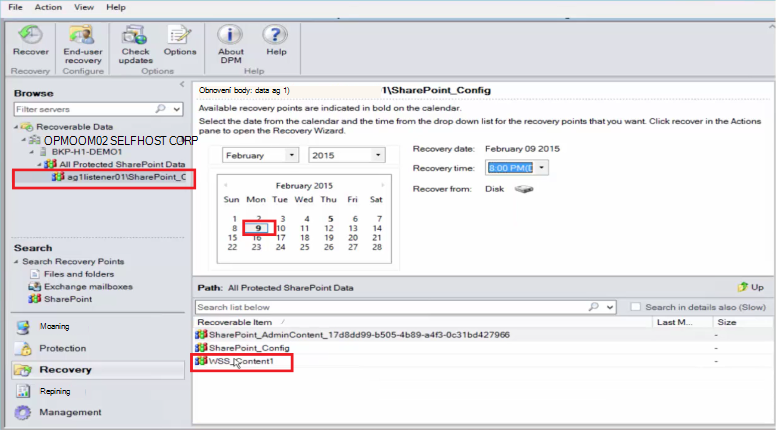 File Action View Help
Recover
End-user recovery
Check updates
Options
About DPM
Help
Recovery
Configure
Options
Help
Browse
Filter servers
Recoverable Data
OPMOOM02 SELFHOST CORP
BKP-H1-DEMO1
All Protected SharePoint Data
ag1listener01\SharePoint_C
Search
Search Recovery Points
Files and folders
Exchange mailboxes
SharePoint
Moaning
Protection
Recovery
Repining
Management
Obnovení body: data ag 1) 1\SharePoint_Config
Available recovery points are indicated in bold on the calendar.
Select the date from the calendar and the time from the drop down list for the recovery points that you want. Click recover in the Actions
pane to open the Recovery Wizard.
February 2015
February 2015
Sun Mon Tue Wed Thu Fri Sat
1 2 3 4 5 6 7
8 9 10 11 12 13 14
15 16 17 18 19 20 21
22 23 24 25 26 27 28
Recovery date: February 09 2015
Recovery time: 8:00 PM(D
Recover from: Disk
Path: All Protected SharePoint Data Up
Search list below Search in details also (Slow)
Recoverable Item Last M... Size
SharePoint_AdminContent_17d8dd99-b505-4b89-a4f3-0c31bd427966 -
SharePoint_Config -
WSS_Content1 -